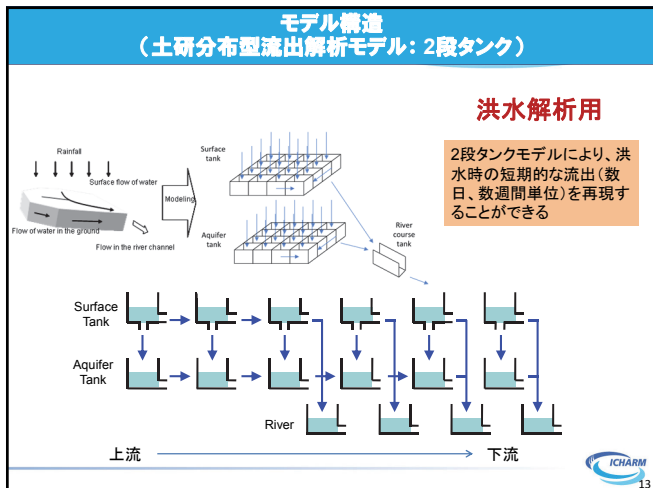 モデル構造
（土研分布型流出解析モデル：2段タンク）
洪水解析用
2段タンクモデルにより、洪
水時の短期的な流出（数
日、数週間単位）を再現す
ることができる
Rainfall
Surface flow of water
Flow of water in the ground
Flow in the river channel
Modeling
Surface
tank
Aquifer
tank
River
course
tank
Surface
Tank
Aquifer
Tank
River
上流
下流
ICHARM
13